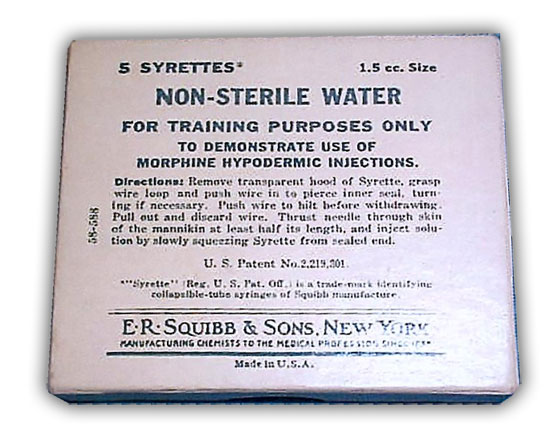 5 SYRETTES* 1.5 cc. Size
NON-STERILE WATER
FOR TRAINING PURPOSES ONLY
TO DEMONSTRATE USE OF
MORPHINE HYPODERMIC INJECTIONS.
Directions: Remove transparent hood of Syrette, grasp
wire loop and push wire in to pierce inner seal, turn-
ing if necessary. Push wire to hilt before withdrawing.
Pull out and discard wire. Thrust needle through skin
of the mannikin at least half its length, and inject solu-
tion by slowly squeezing Syrette from sealed end.
58-588
U. S. Patent No.2,219,301.
*"Syrette" (Reg. U. S. Pat. Off.) is a trade-mark identifying
collapsible-tube syringes of Squibb manufacture.
E·R·SQUIBB & SONS, NEW YORK
MANUFACTURING CHEMISTS TO THE MEDICAL PROFESSION SINCE
Made in U.S.A.